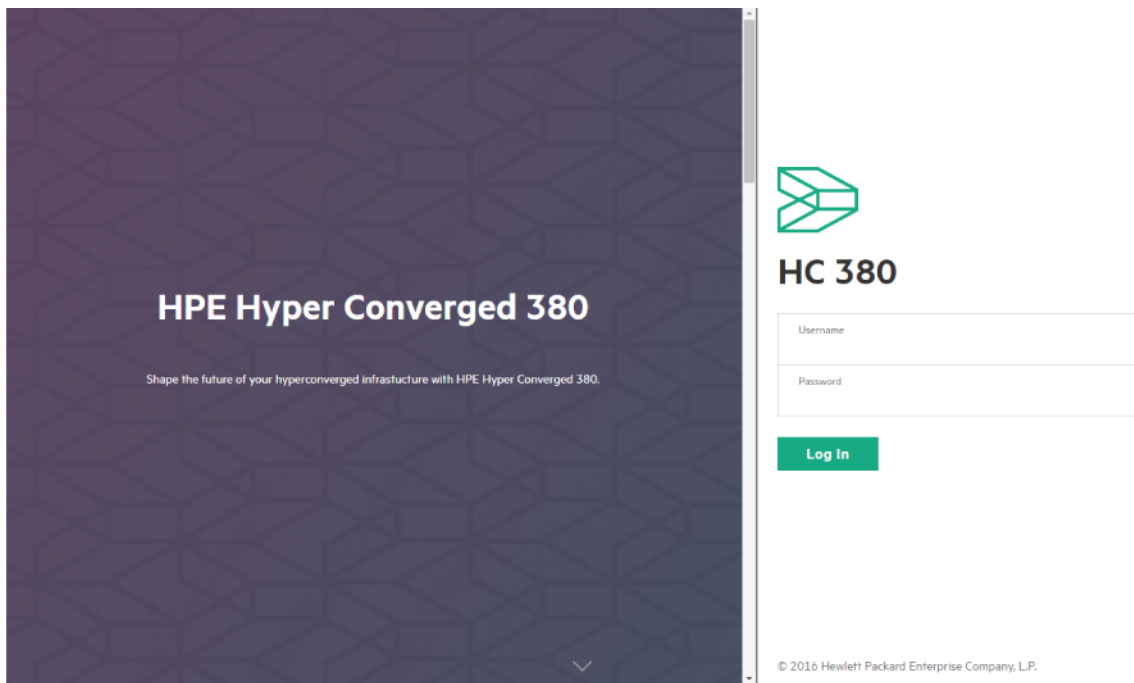 HPE Hyper Converged 380
Shape the future of your hyperconverged infrastucture with HPE Hyper Converged 380.
HC 380
Username
Password
Log In
© 2016 Hewlett Packard Enterprise Company, L.P.